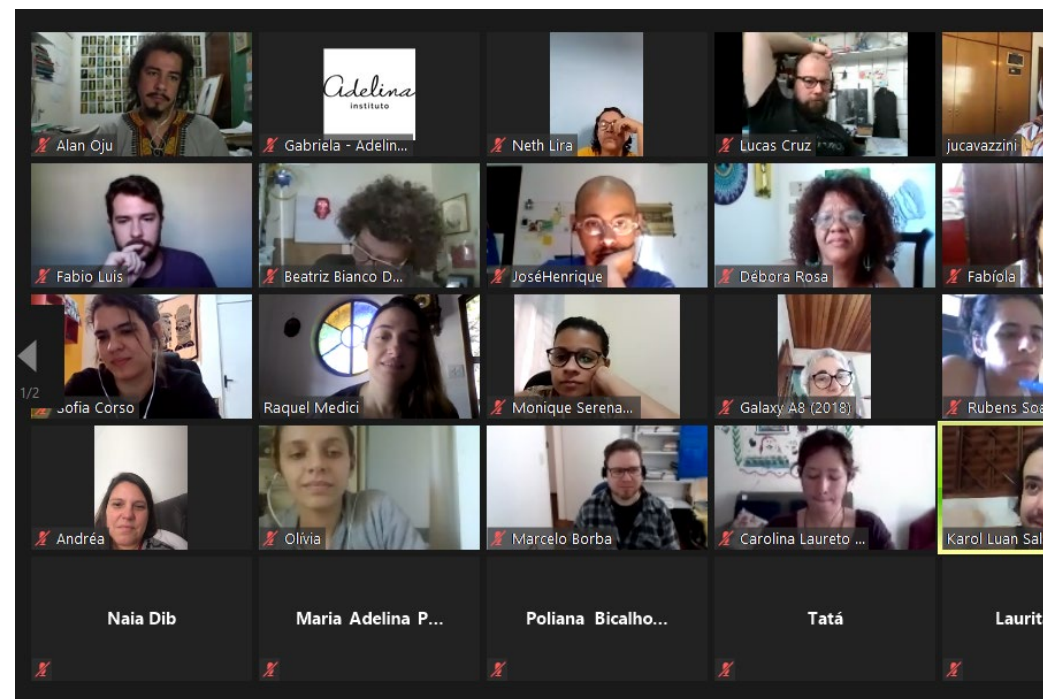 Alan Oju
adelina
instituto
Gabriela - Adelin...
Neth Lira
Lucas Cruz
jucavazzini
Fabio Luis
Beatriz Bianco D...
JoséHenrique
Débora Rosa
Fabíola
1/2
Sofia Corso
Raquel Medici
Monique Serena...
Galaxy A8 (2018)
Rubens Soa
Andréa
Olívia
Marcelo Borba
Carolina Laureto ...
Karol Luan Sal
Naia Dib
Maria Adelina P...
Poliana Bicalho...
Tatá
Laurit